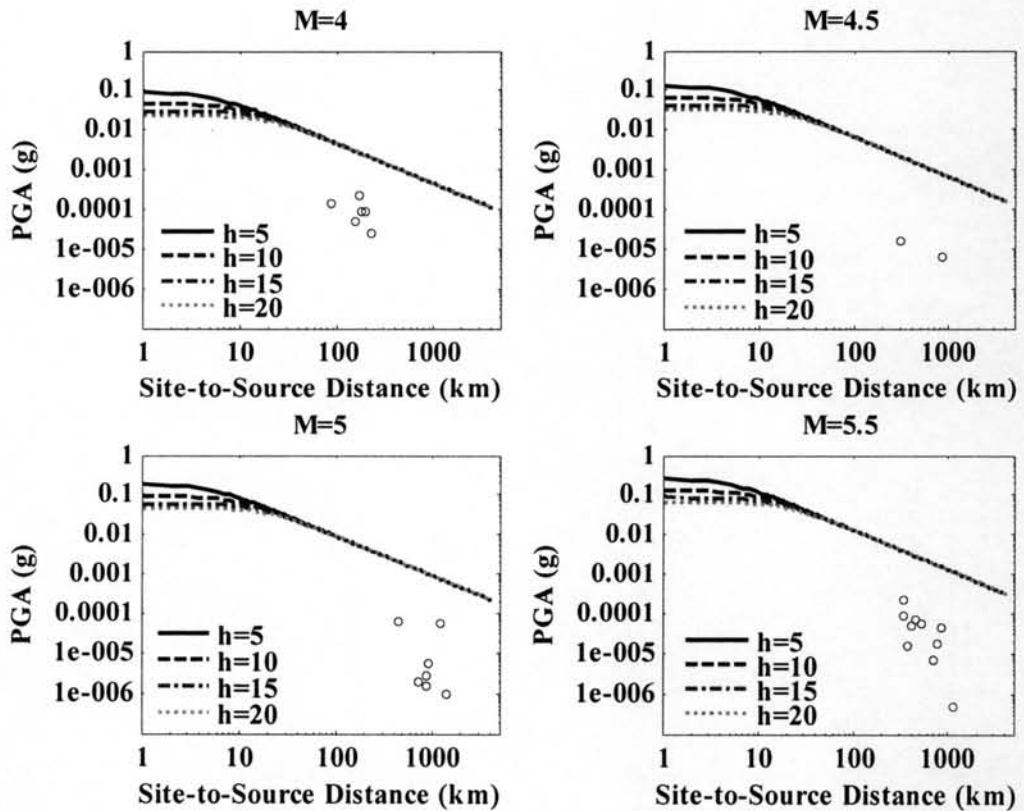 M=4
1
0.1
0.01
0.001
0.0001
1e-005
1e-006
PGA (g)
h=5
h=10
h=15
h=20
1 10 100 1000
Site-to-Source Distance (km)
M=4.5
1
0.1
0.01
0.001
0.0001
1e-005
1e-006
PGA (g)
h=5
h=10
h=15
h=20
1 10 100 1000
Site-to-Source Distance (km)
M=5
1
0.1
0.01
0.001
0.0001
1e-005
1e-006
PGA (g)
h=5
h=10
h=15
h=20
1 10 100 1000
Site-to-Source Distance (km)
M=5.5
1
0.1
0.01
0.001
0.0001
1e-005
1e-006
PGA (g)
h=5
h=10
h=15
h=20
1 10 100 1000
Site-to-Source Distance (km)